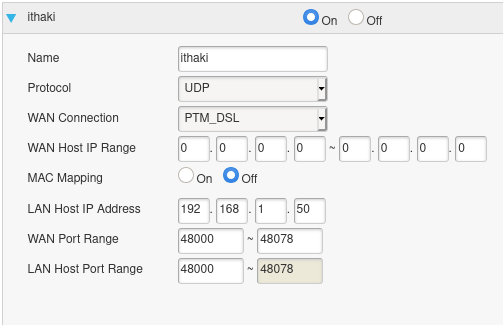 ithaki On Off
Name ithaki
Protocol UDP
WAN Connection PTM_DSL
WAN Host IP Range 0 . 0 . 0 . 0 ~ 0 . 0 . 0 . 0
MAC Mapping On Off
LAN Host IP Address 192 . 168 . 1 . 50
WAN Port Range 48000 ~ 48078
LAN Host Port Range 48000 ~ 48078